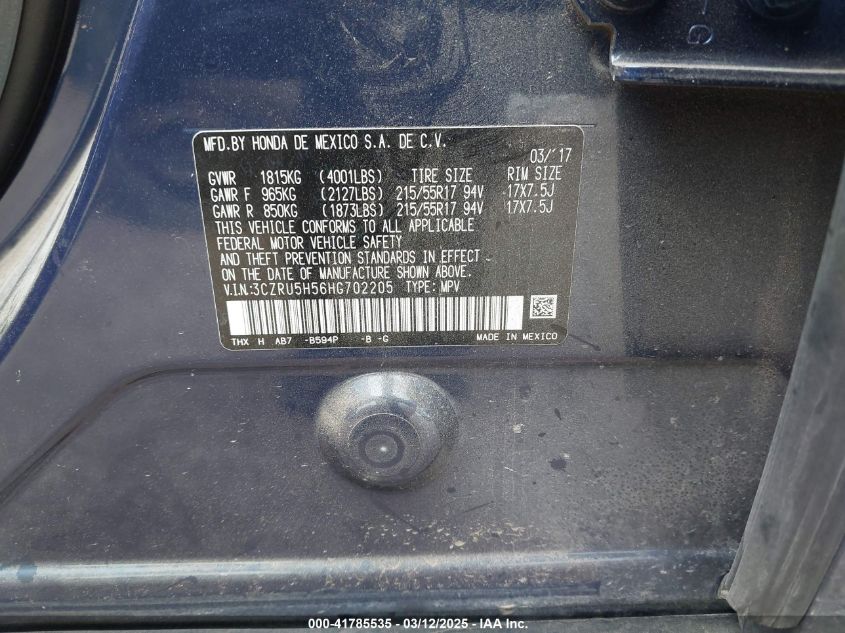 MFD.BY HONDA DE MEXICO S.A. DE C.V.
03/'17
GVWR 1815KG (4001LBS) TIRE SIZE RIM SIZE
GAWR F 965KG (2127LBS) 215/55R17 94V 17X7.5J
GAWR R 850KG (1873LBS) 215/55R17 94V 17X7.5J
THIS VEHICLE CONFORMS TO ALL APPLICABLE
FEDERAL MOTOR VEHICLE SAFETY
AND THEFT PREVENTION STANDARDS IN EFFECT
ON THE DATE OF MANUFACTURE SHOWN ABOVE.
V.I.N:3CZRU5H56HG702205 TYPE: MPV
THX H AB7 -B594P -B -G MADE IN MEXICO
000-41785535 - 03/12/2025 - IAA Inc.